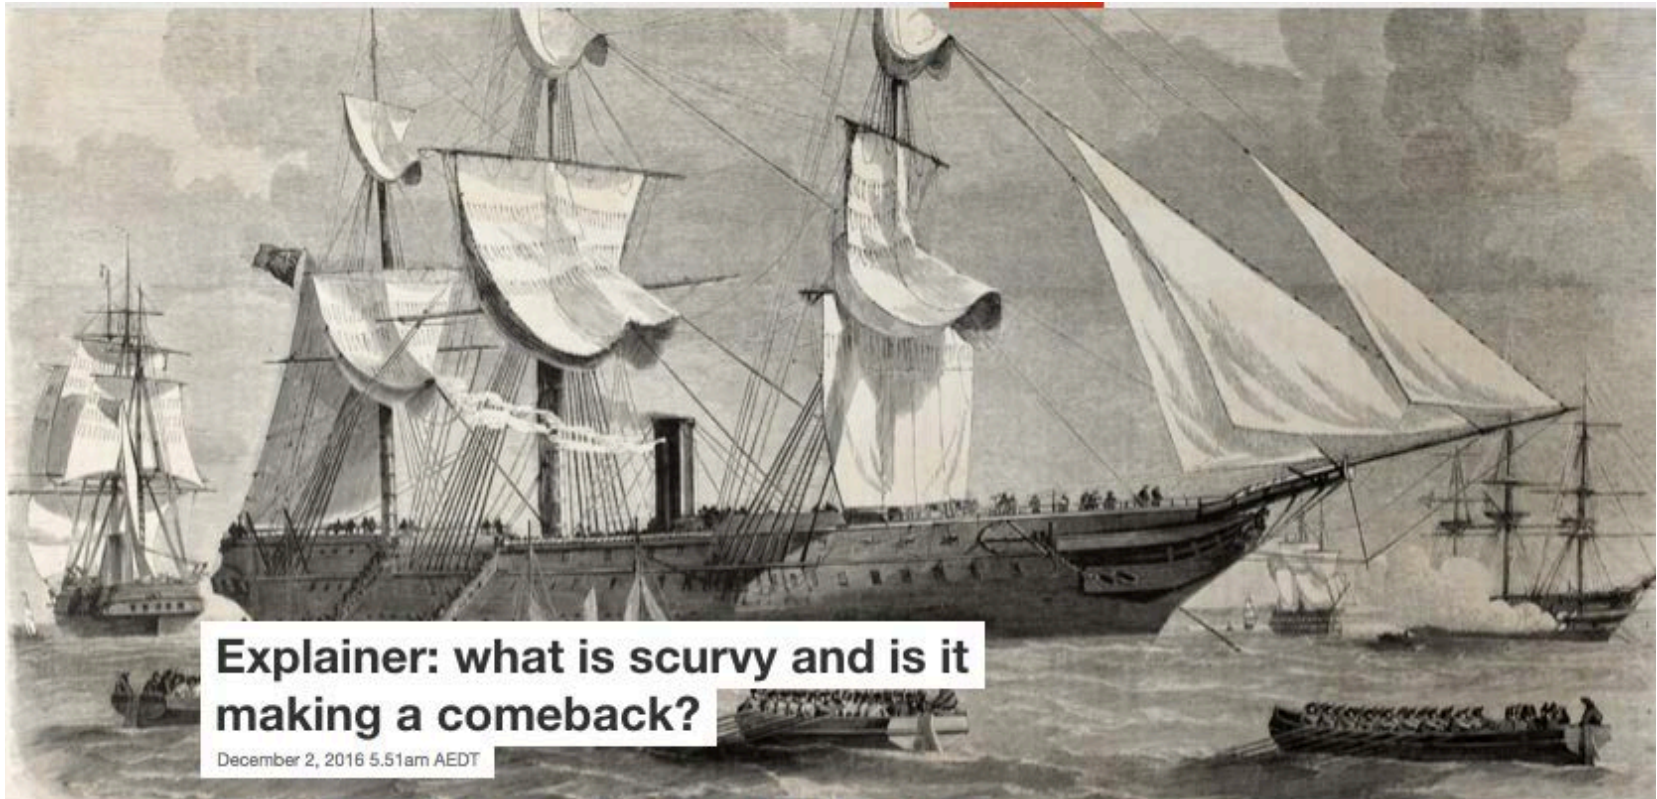 Explainer: what is scurvy and is it
making a comeback?
December 2, 2016 5.51am AEDT